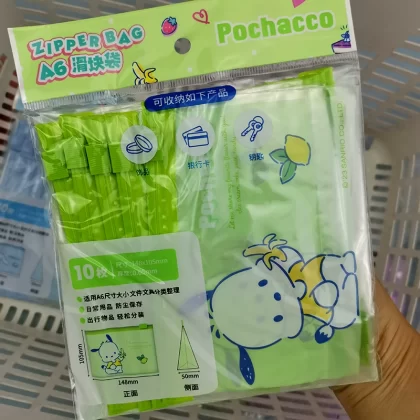 ZIPPER BAG
A6 滑袂袋
Pochacco
可收纳如下产品
银行卡
钥匙
10枚
适用A6尺寸大小 文件文具分类整理
日常用品 防尘保存
出行物品 轻松分装
105mm
148mm
50mm
正面
侧面